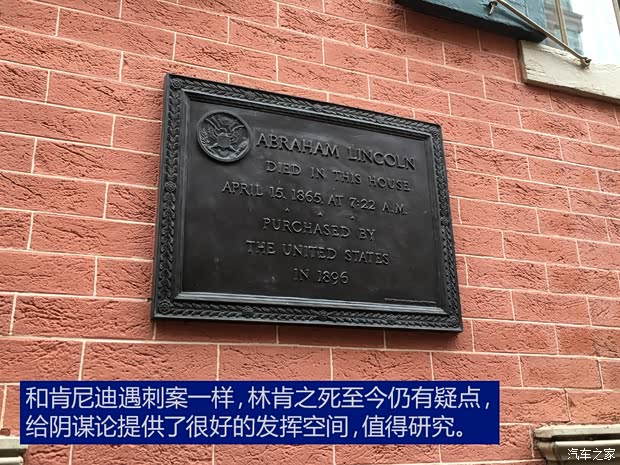 ABRAHAM LINCOLN
DIED IN THIS HOUSE
APRIL 15, 1865, AT 7:22 A.M.
PURCHASED BY
THE UNITED STATES
IN 1896
和肯尼迪遇刺案一样，林肯之死至今仍有疑点，
给阴谋论提供了很好的发挥空间，值得研究。
汽车之家